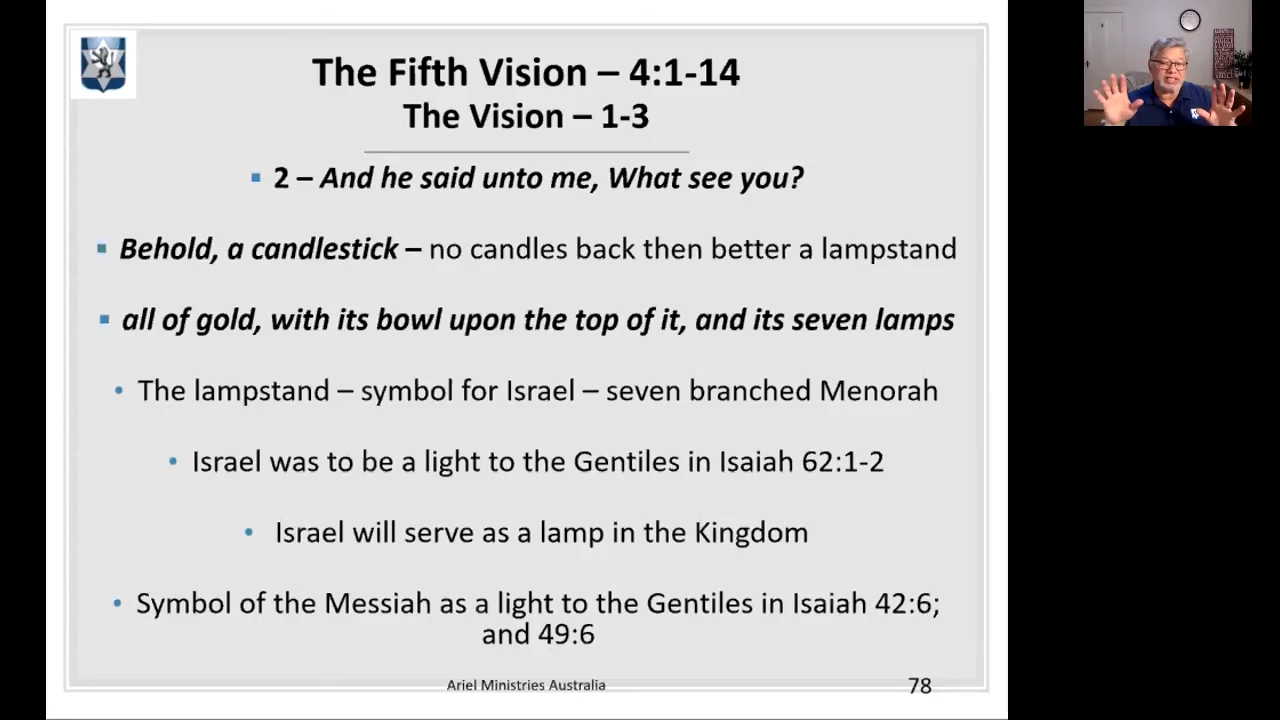 The Fifth Vision – 4:1-14
The Vision – 1-3
2 – And he said unto me, What see you?
Behold, a candlestick – no candles back then better a lampstand
all of gold, with its bowl upon the top of it, and its seven lamps
The lampstand – symbol for Israel – seven branched Menorah
Israel was to be a light to the Gentiles in Isaiah 62:1-2
Israel will serve as a lamp in the Kingdom
Symbol of the Messiah as a light to the Gentiles in Isaiah 42:6;
and 49:6
Ariel Ministries Australia
78